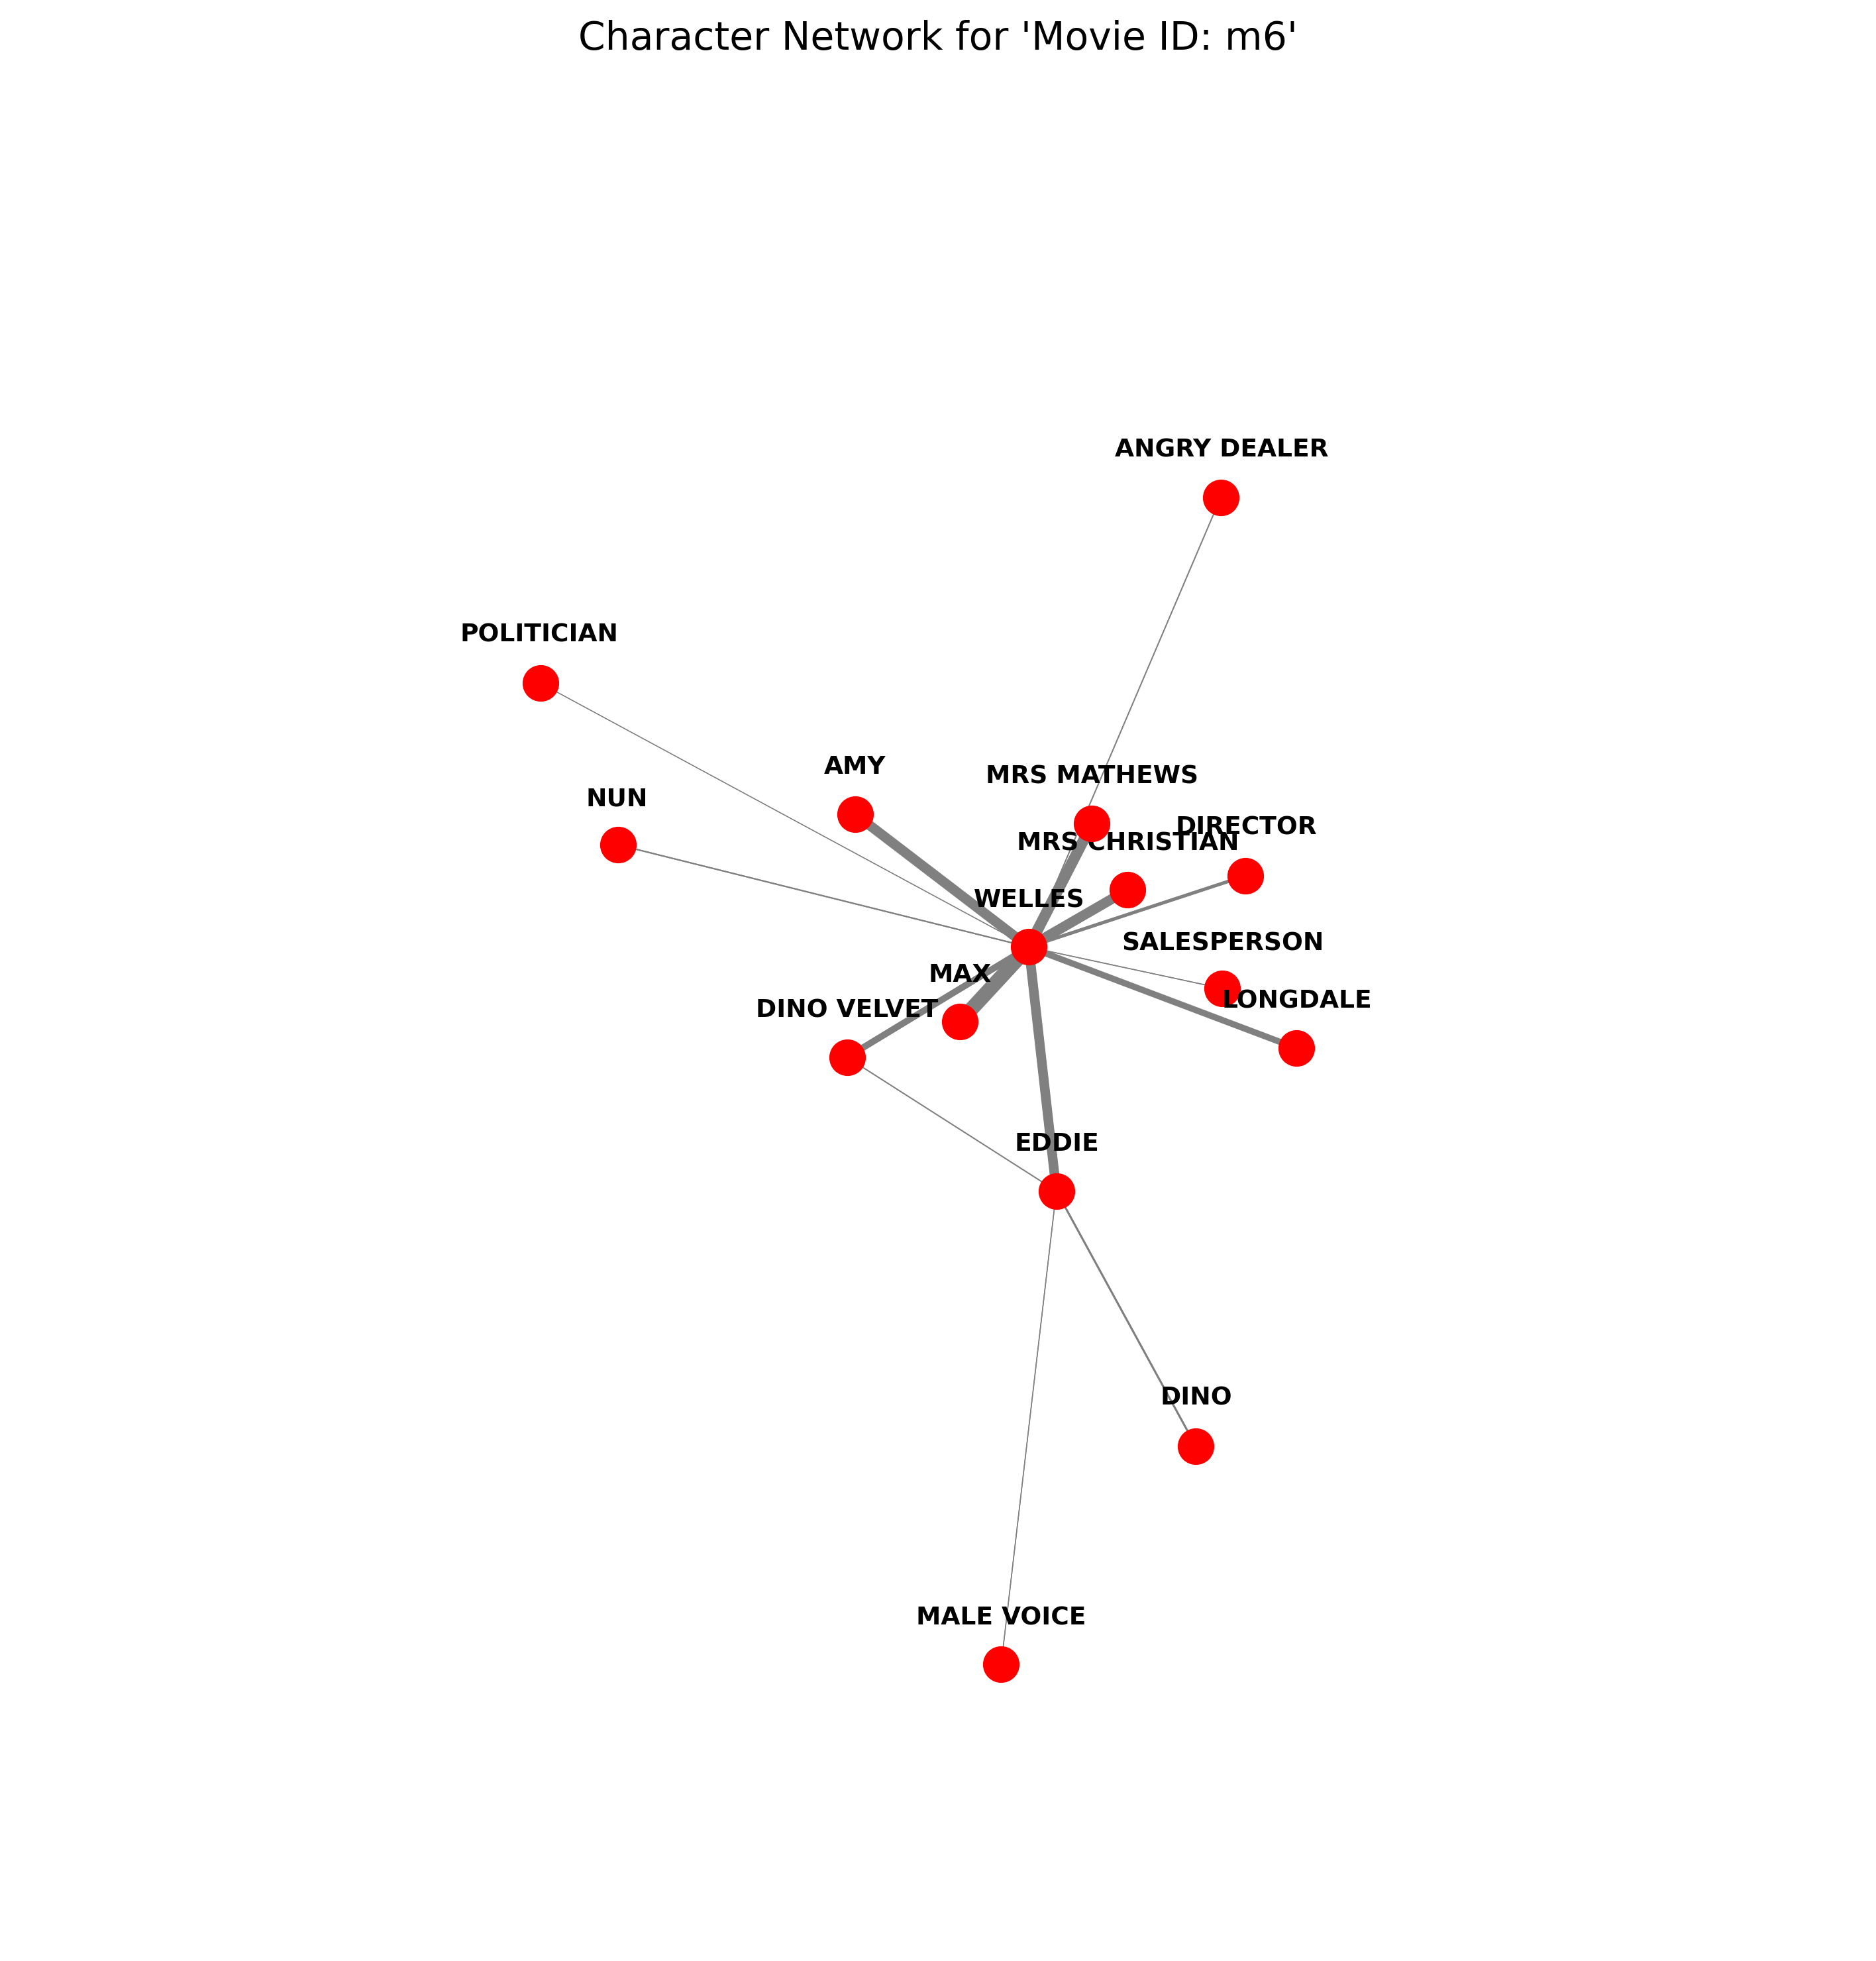 Character Network for 'Movie ID: m6'
ANGRY DEALER
POLITICIAN
AMY
MRS MATHEWS
NUN
DIRECTOR
MRS CHRISTIAN
WELLES
SALESPERSON
MAX
LONGDALE
DINO VELVET
EDDIE
DINO
MALE VOICE